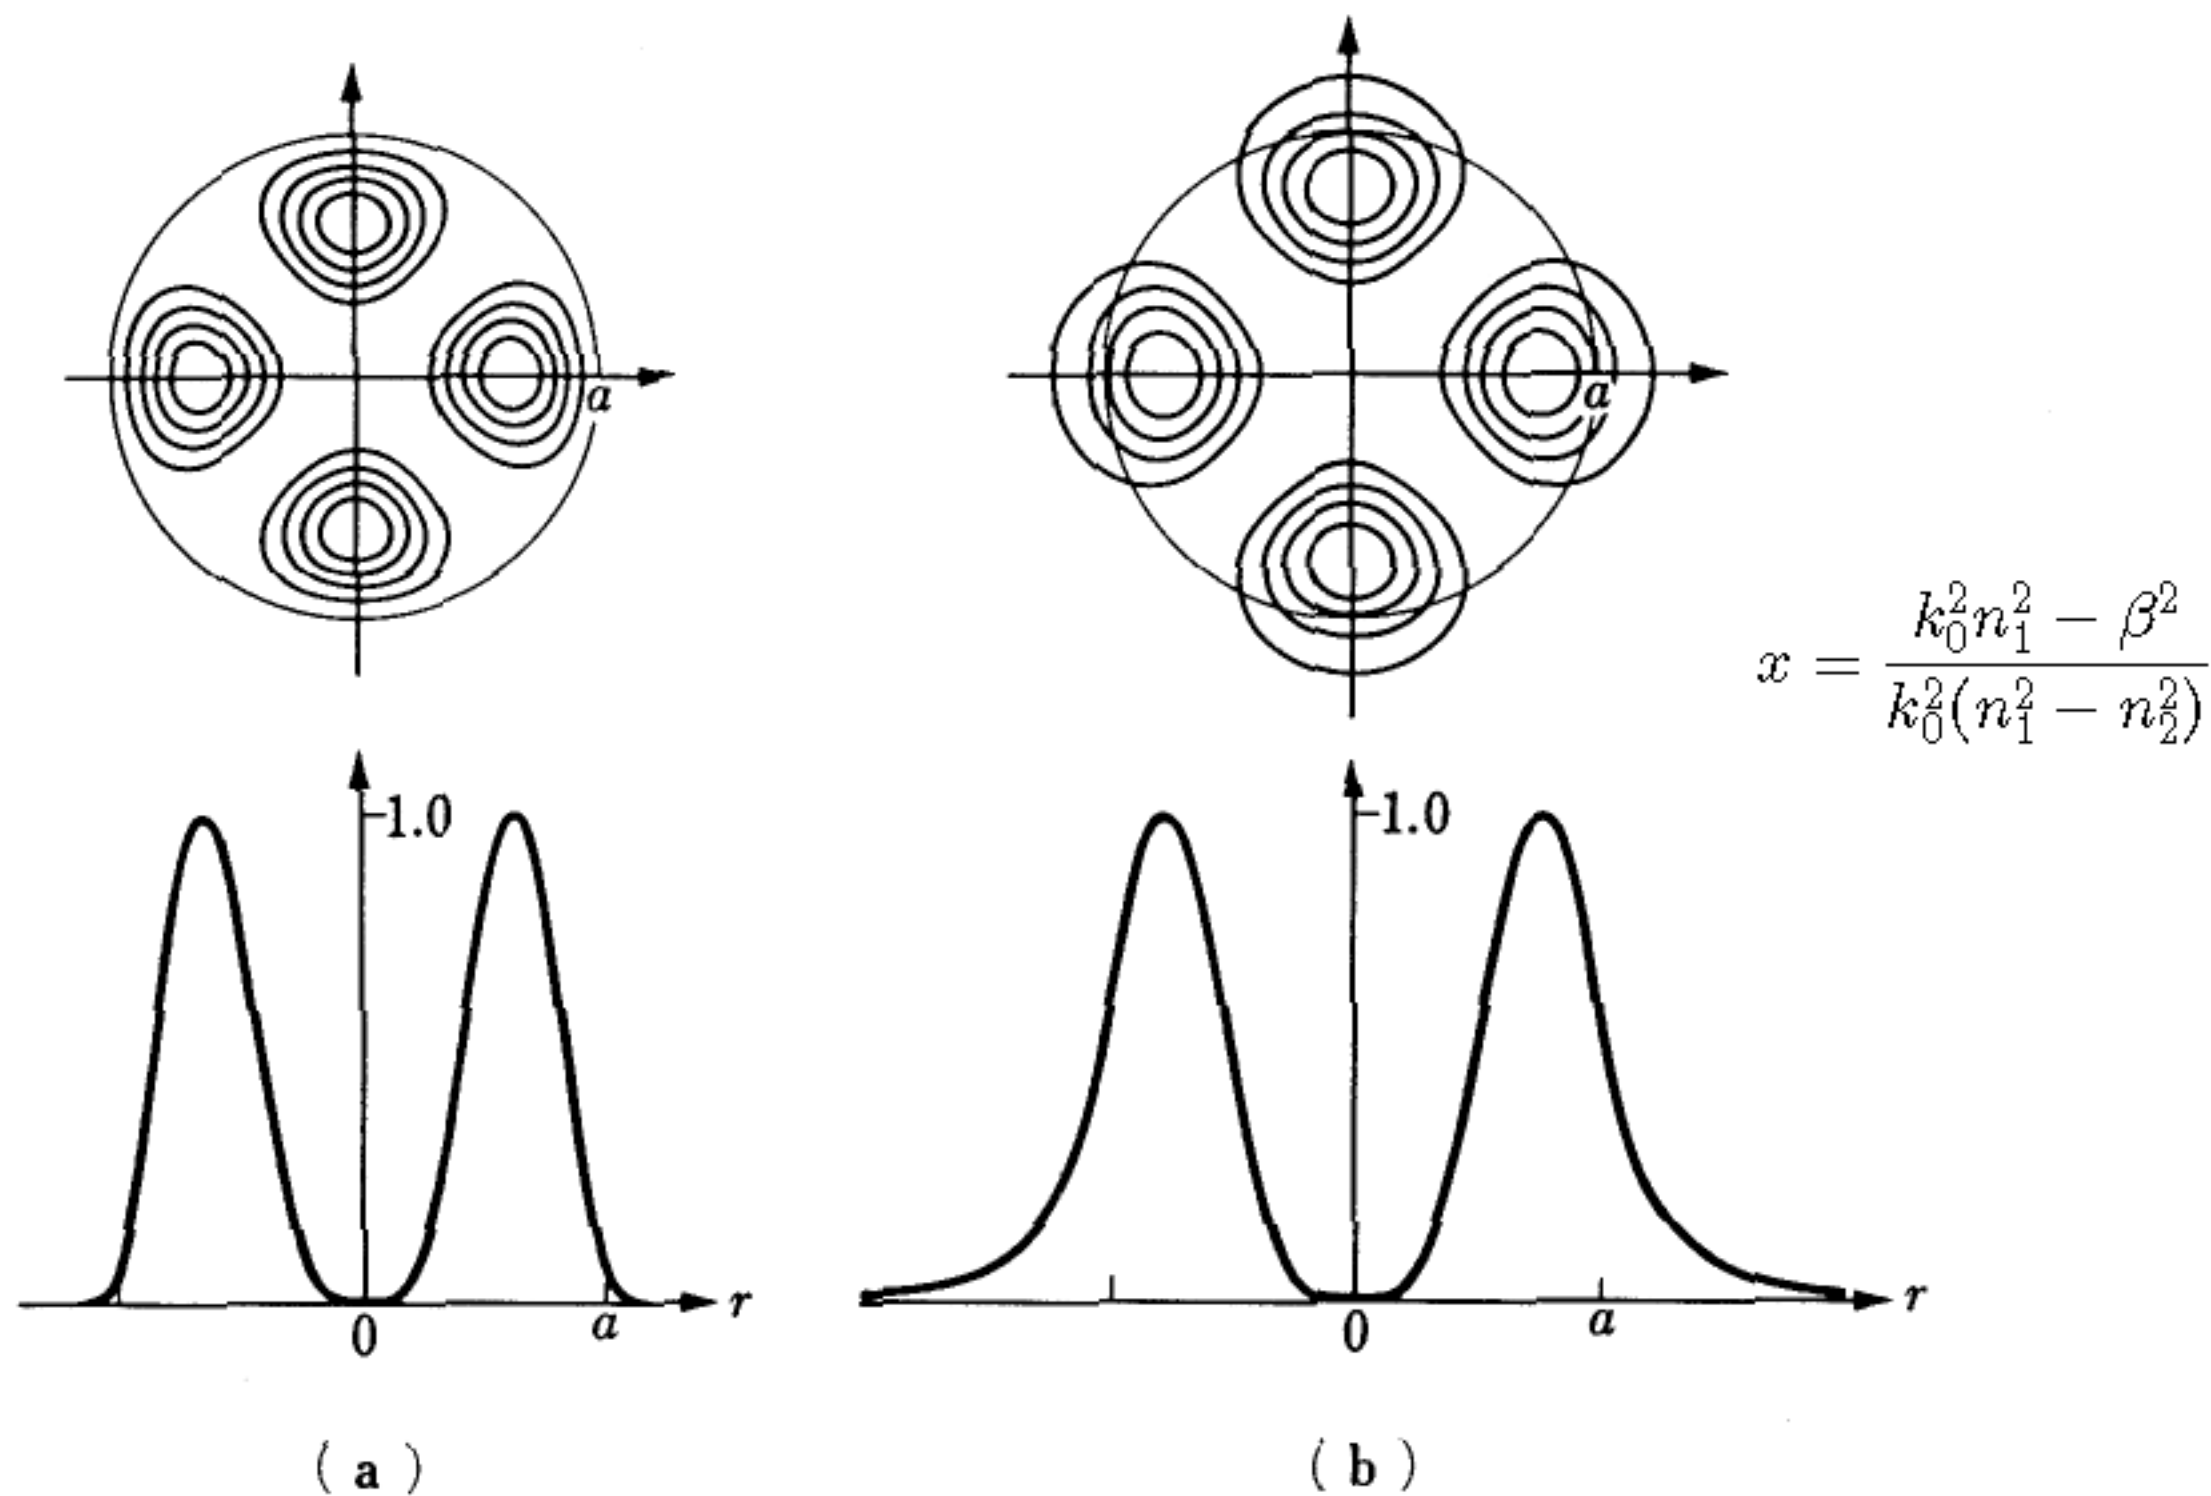 a
a
x = \frac{k_0^2 n_1^2 - \beta^2}{k_0^2 (n_1^2 - n_2^2)}
1.0
1.0
0
a
r
0
a
r
( a )
( b )